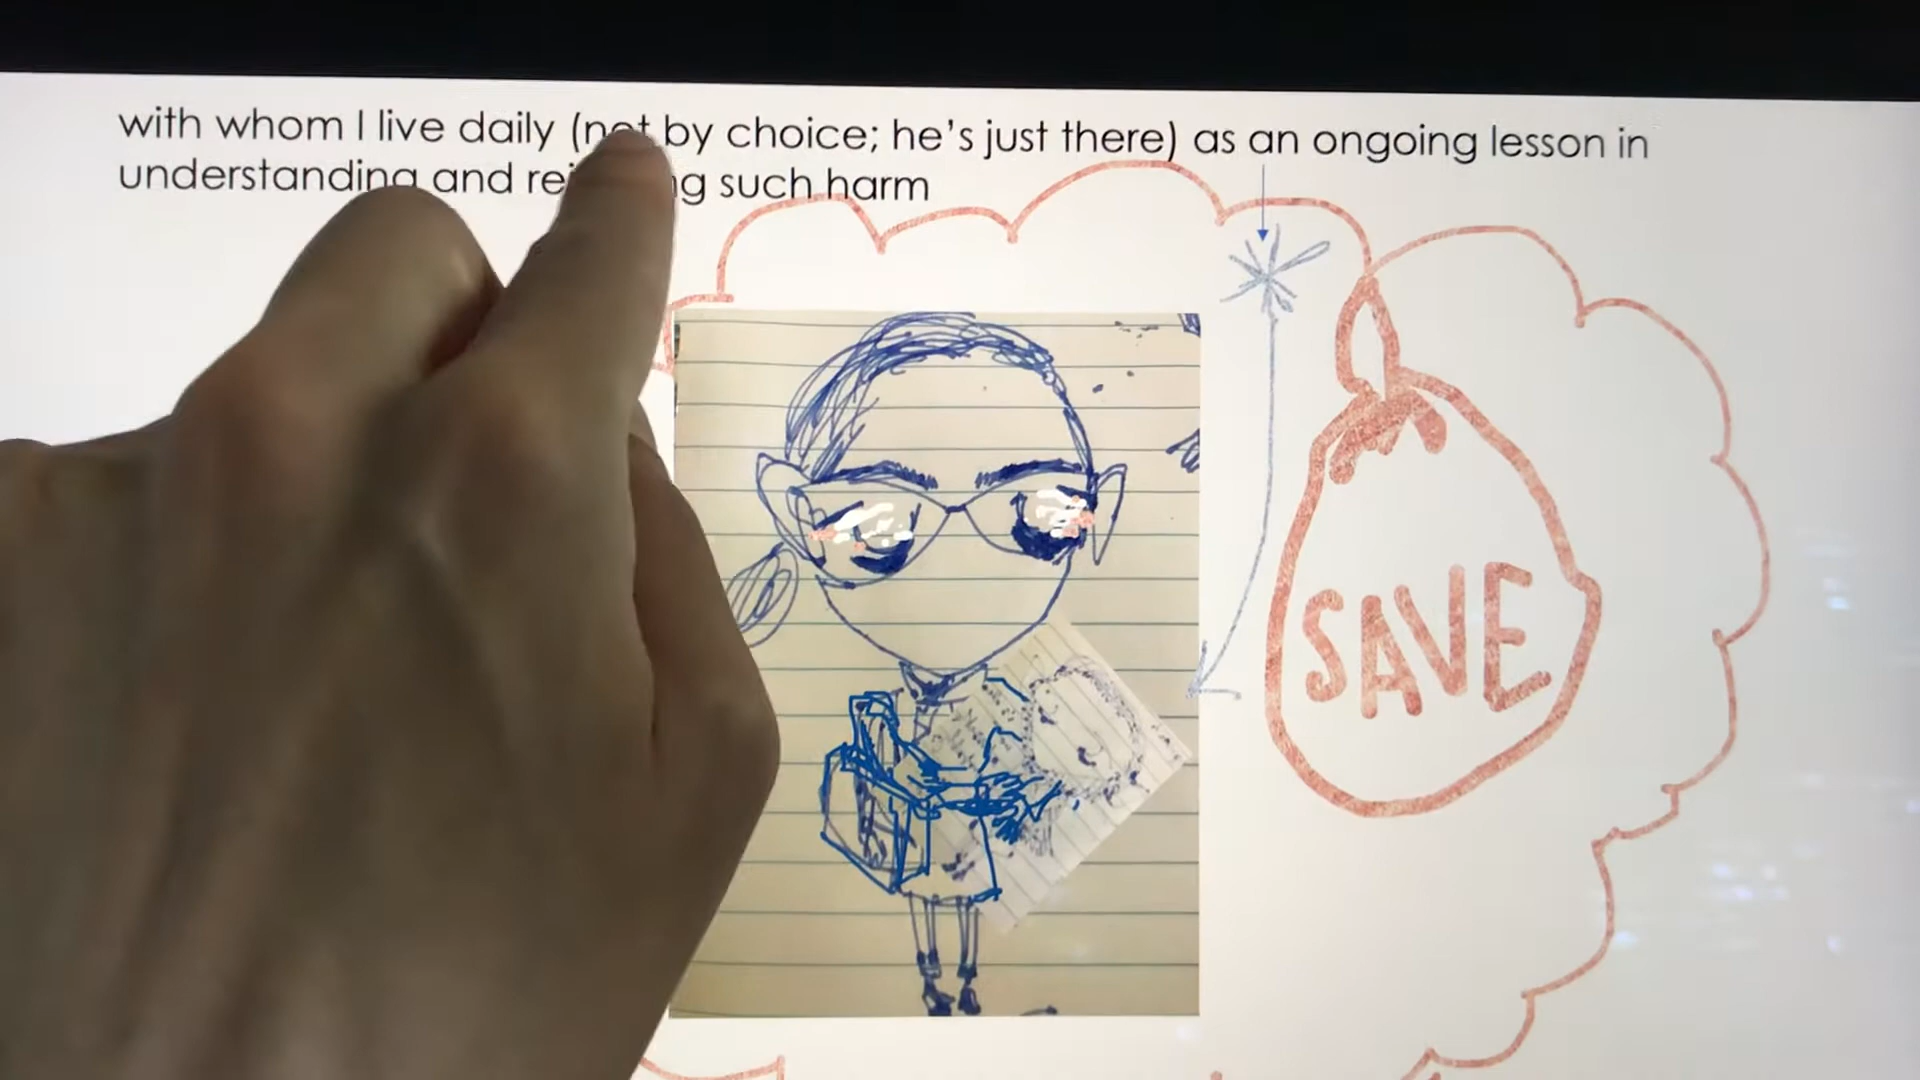 with whom I live daily (not by choice; he's just there) as an ongoing lesson in
understanding and such harm
SAVE